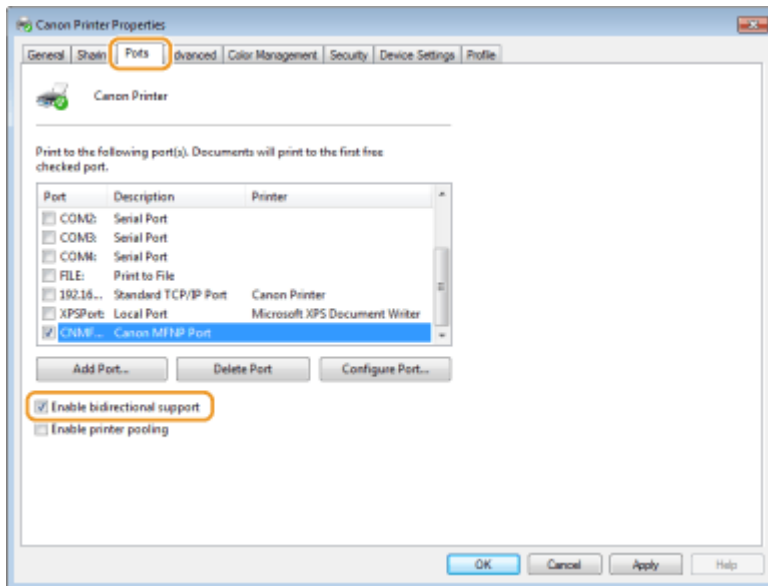 Canon Printer Properties
General Sharin Ports dvanced Color Management Security Device Settings Profile
Canon Printer
Print to the following port(s). Documents will print to the first free
checked port.
Port Description Printer
COM2: Serial Port
COM3: Serial Port
COM4: Serial Port
FILE: Print to File
192.16... Standard TCP/IP Port Canon Printer
XPSPort: Local Port Microsoft XPS Document Writer
CNMF... Canon MFNP Port
Add Port... Delete Port Configure Port...
Enable bidirectional support
Enable printer pooling
OK Cancel Apply Help